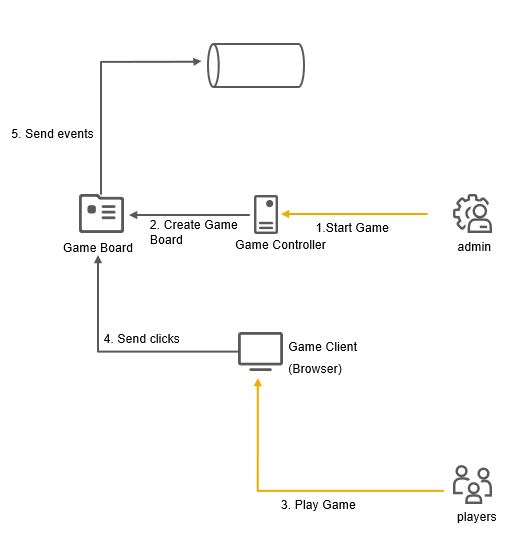 5. Send events
2. Create Game
Board
1.Start Game
Game Board
Game Controller
admin
4. Send clicks
Game Client
(Browser)
3. Play Game
players